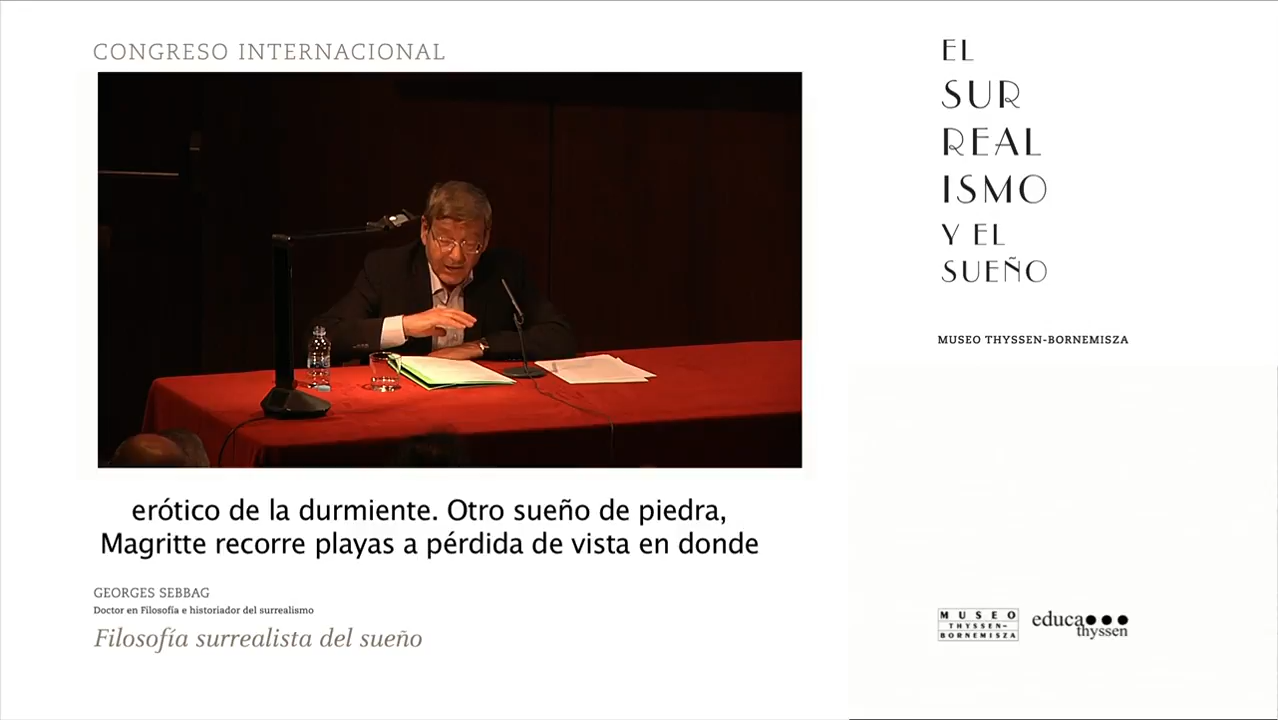 CONGRESO INTERNACIONAL
EL
SUR
REAL
ISMO
Y EL
SUEÑO
MUSEO THYSSEN-BORNEMISZA
erótico de la durmiente. Otro sueño de piedra,
Magritte recorre playas a pérdida de vista en donde
GEORGES SEBBAG
Doctor en Filosofía e historiador del surrealismo
Filosofía surrealista del sueño
MUSEO
THYSSEN-
BORNEMISZA
educa
thyssen